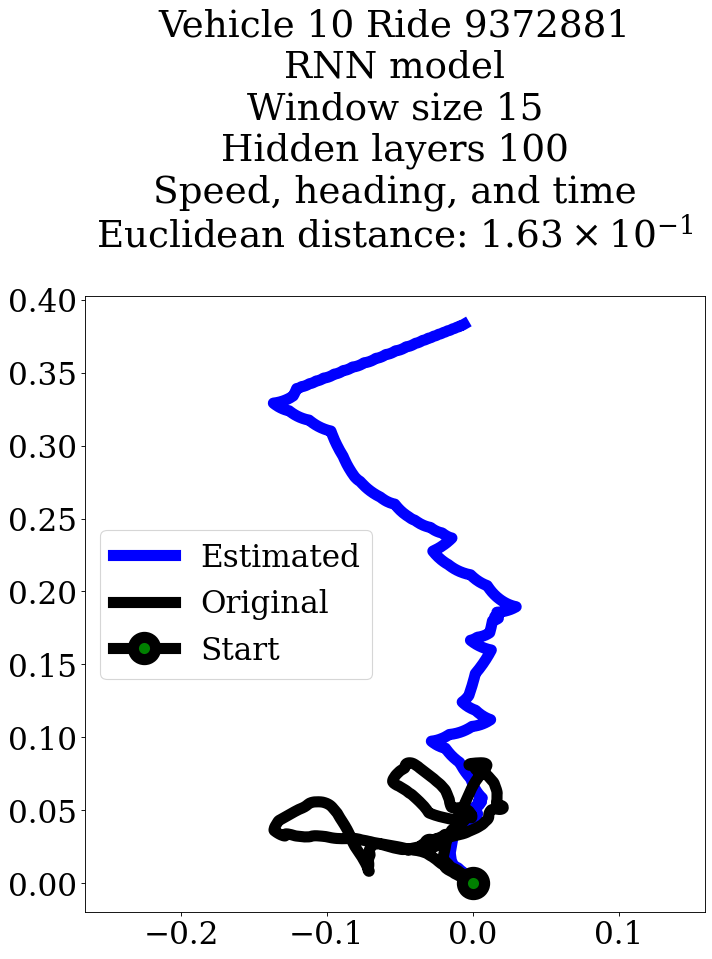 Vehicle 10 Ride 9372881
RNN model
Window size 15
Hidden layers 100
Speed, heading, and time
Euclidean distance: 1.63 × 10⁻¹
0.40
0.35
0.30
0.25
0.20
0.15
0.10
0.05
0.00
Estimated
Original
Start
−0.2 −0.1 0.0 0.1